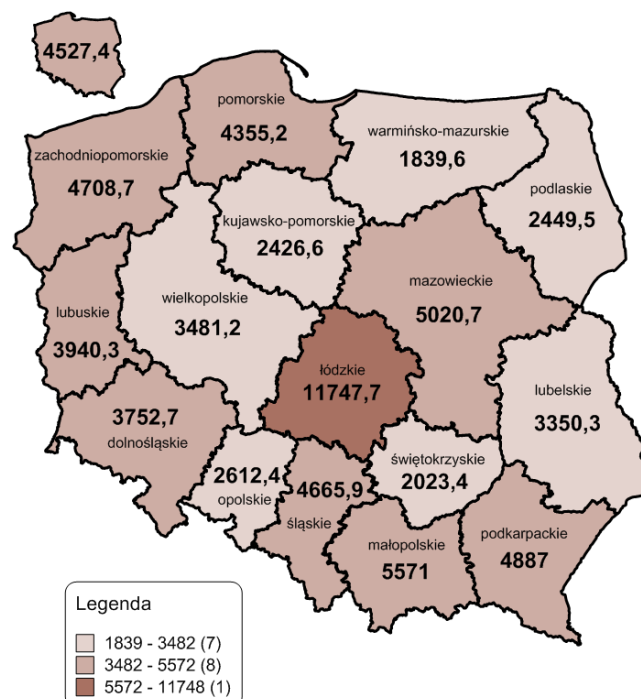 4527,4
pomorskie
4355,2
warmińsko-mazurskie
1839,6
zachodniopomorskie
4708,7
podlaskie
2449,5
kujawsko-pomorskie
2426,6
mazowieckie
5020,7
wielkopolskie
3481,2
lubuskie
3940,3
łódzkie
11747,7
lubelskie
3350,3
3752,7
dolnośląskie
2612,4
opolskie
4665,9
śląskie
świętokrzyskie
2023,4
małopolskie
5571
podkarpackie
4887
Legenda
1839 - 3482 (7)
3482 - 5572 (8)
5572 - 11748 (1)